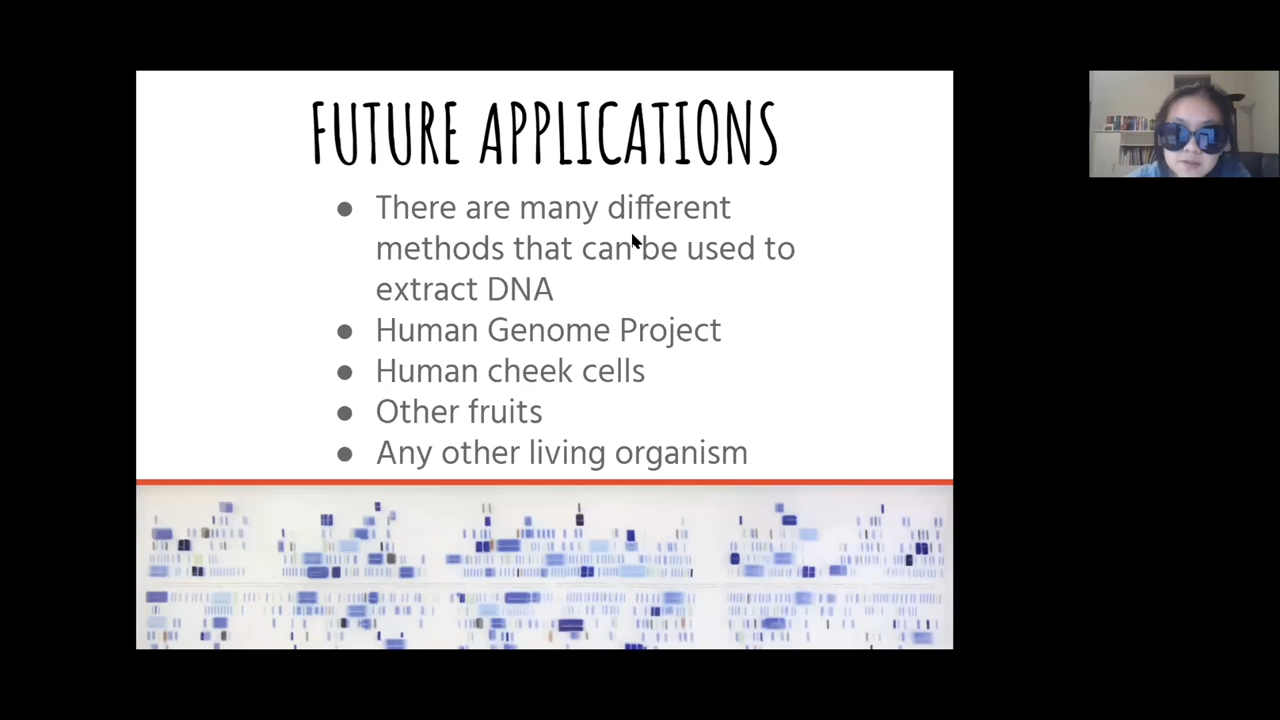 FUTURE APPLICATIONS
● There are many different
methods that can be used to
extract DNA
● Human Genome Project
● Human cheek cells
● Other fruits
● Any other living organism